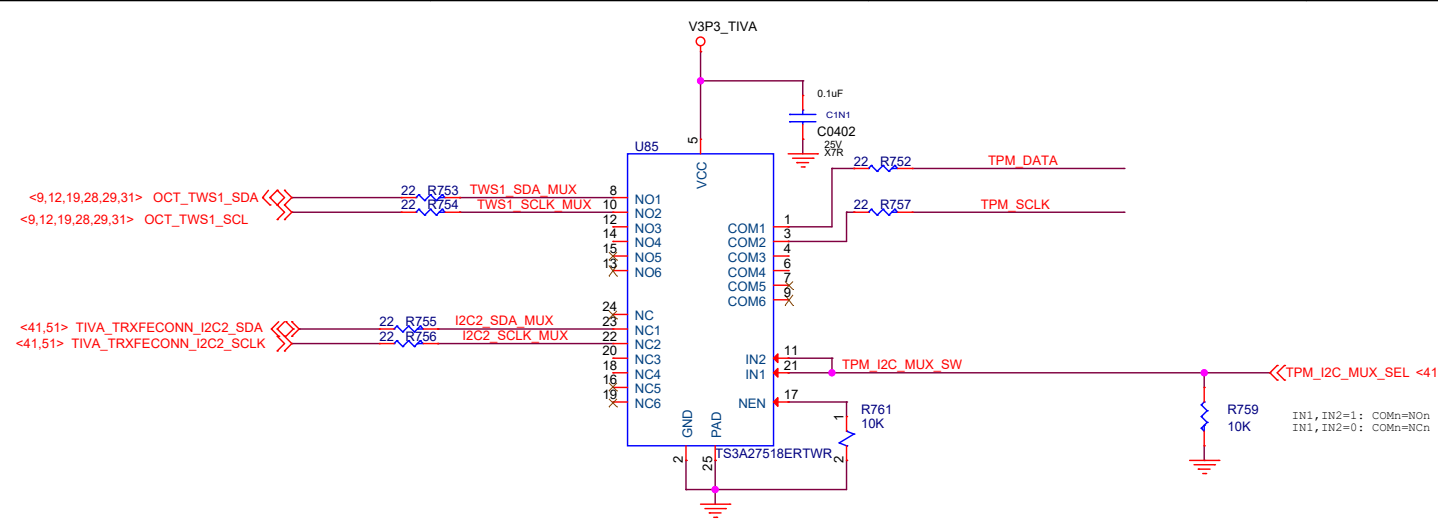 V3P3_TIVA
0.1uF
C1N1
C0402
25V
X7R
5
U85
VCC
22 R752 TPM_DATA
<9,12,19,28,29,31> OCT_TWS1_SDA 22 R753 TWS1_SDA_MUX 8 NO1
<9,12,19,28,29,31> OCT_TWS1_SCL 22 R754 TWS1_SCLK_MUX 10 NO2
22 R757 TPM_SCLK
12 NO3 COM1 1
14 NO4 COM2 3
15 NO5 COM3 4
13 NO6 COM4 6
COM5 7
COM6 9
24 NC
<41,51> TIVA_TRXFECONN_I2C2_SDA 22 R755 I2C2_SDA_MUX 23 NC1
<41,51> TIVA_TRXFECONN_I2C2_SCLK 22 R756 I2C2_SCLK_MUX 22 NC2
20 NC3 IN2 11
18 NC4 IN1 21 TPM_I2C_MUX_SW TPM_I2C_MUX_SEL <41
16 NC5
19 NC6 NEN 17
1 R761
10K
2
R759
10K
IN1,IN2=1: COMn=NOn
IN1,IN2=0: COMn=NCn
GND
PAD
TS3A27518ERTWR
2
25